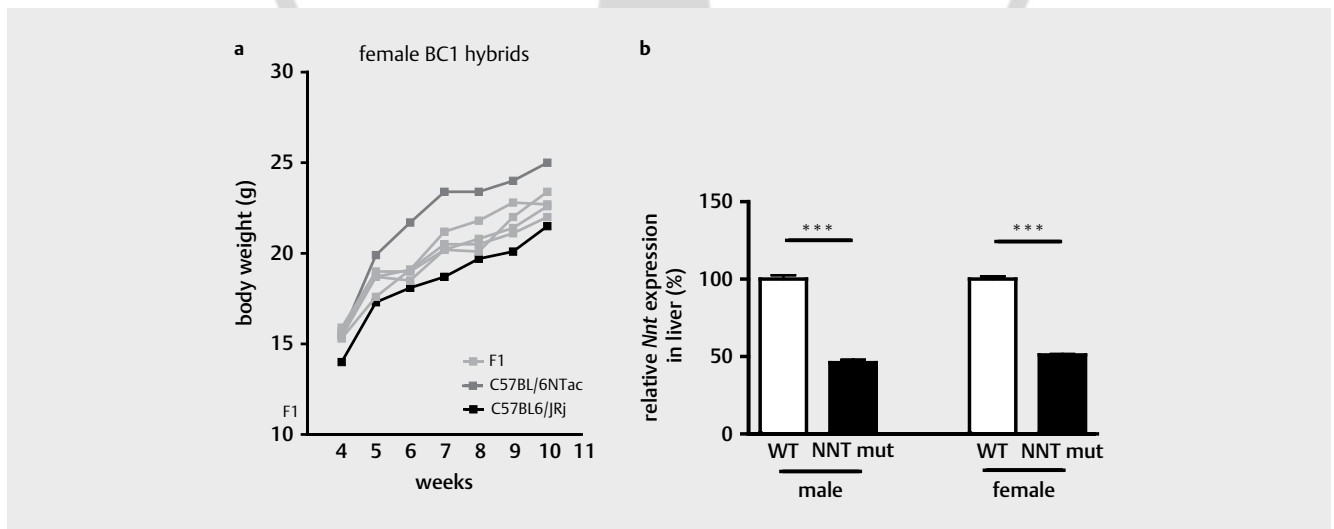 a
female BC1 hybrids
30
25
20
15
10
body weight (g)
F1
4 5 6 7 8 9 10 11
weeks
F1
C57BL/6NTac
C57BL6/JRj
b
relative Nnt expression
in liver (%)
150
100
50
0
*** ***
WT NNT mut WT NNT mut
male female